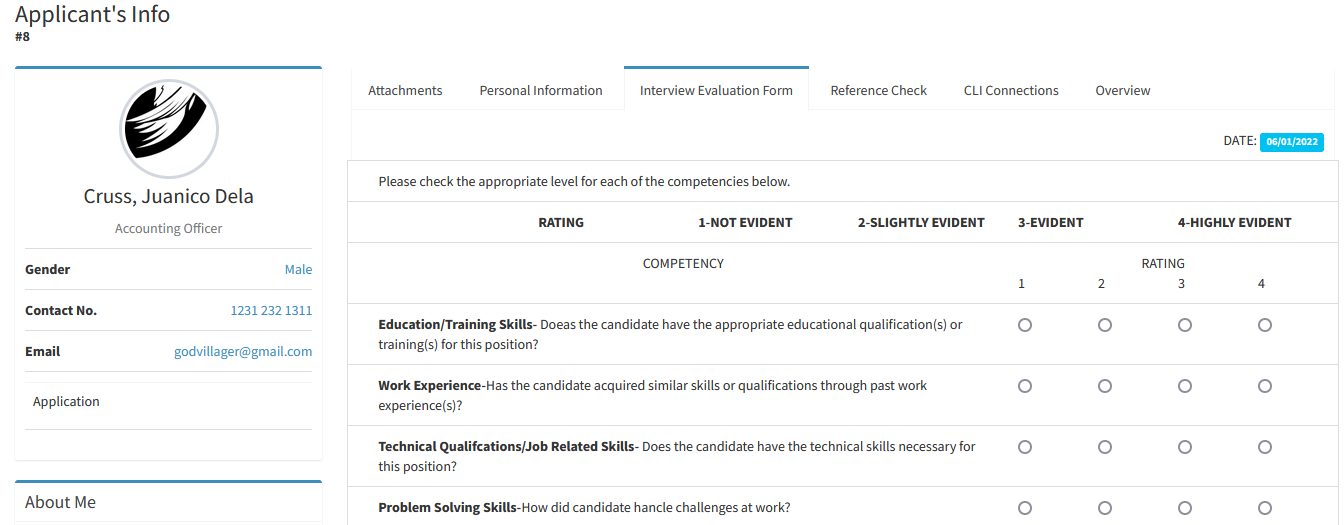 Applicant's Info
#8
Cruss, Juanico Dela
Accounting Officer
Gender Male
Contact No. 1231 232 1311
Email godvillager@gmail.com
Application
About Me
Attachments Personal Information Interview Evaluation Form Reference Check CLI Connections Overview
DATE: 06/01/2022
Please check the appropriate level for each of the competencies below.
RATING 1-NOT EVIDENT 2-SLIGHTLY EVIDENT 3-EVIDENT 4-HIGHLY EVIDENT
COMPETENCY RATING
1 2 3 4
Education/Training Skills- Doeas the candidate have the appropriate educational qualification(s) or
training(s) for this position?
Work Experience-Has the candidate acquired similar skills or qualifications through past work
experience(s)?
Technical Qualifcations/Job Related Skills- Does the candidate have the technical skills necessary for
this position?
Problem Solving Skills-How did candidate hancle challenges at work?